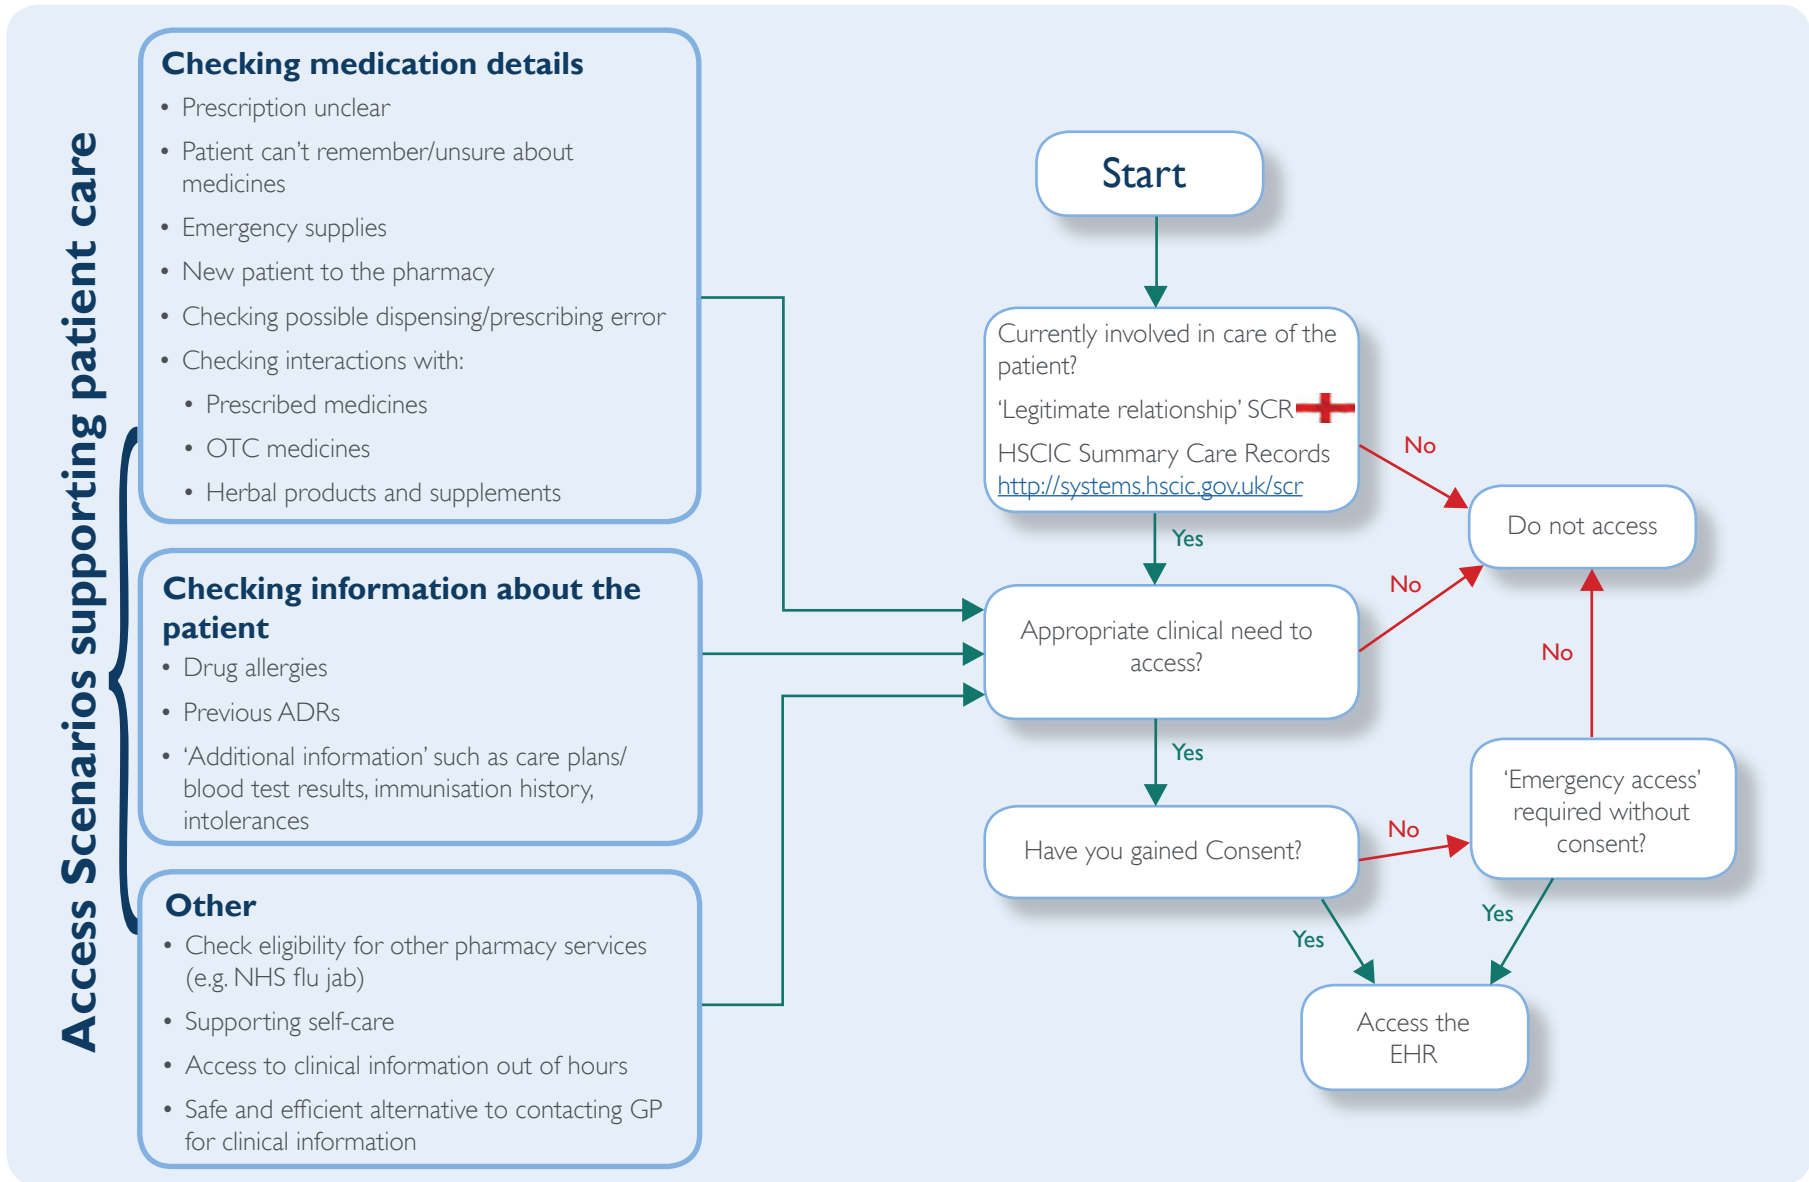 Access Scenarios supporting patient care
Checking medication details
• Prescription unclear
• Patient can't remember/unsure about
medicines
• Emergency supplies
• New patient to the pharmacy
• Checking possible dispensing/prescribing error
• Checking interactions with:
• Prescribed medicines
• OTC medicines
• Herbal products and supplements
Checking information about the
patient
• Drug allergies
• Previous ADRs
• ‘Additional information’ such as care plans/
blood test results, immunisation history,
intolerances
Other
• Check eligibility for other pharmacy services
(e.g. NHS flu jab)
• Supporting self-care
• Access to clinical information out of hours
• Safe and efficient alternative to contacting GP
for clinical information
Start
Currently involved in care of the
patient?
‘Legitimate relationship’ SCR
HSCIC Summary Care Records
http://systems.hscic.gov.uk/scr
No
Yes
Do not access
Appropriate clinical need to
access?
No
Yes
No
Have you gained Consent?
No
‘Emergency access’
required without
consent?
Yes
Yes
Access the
EHR